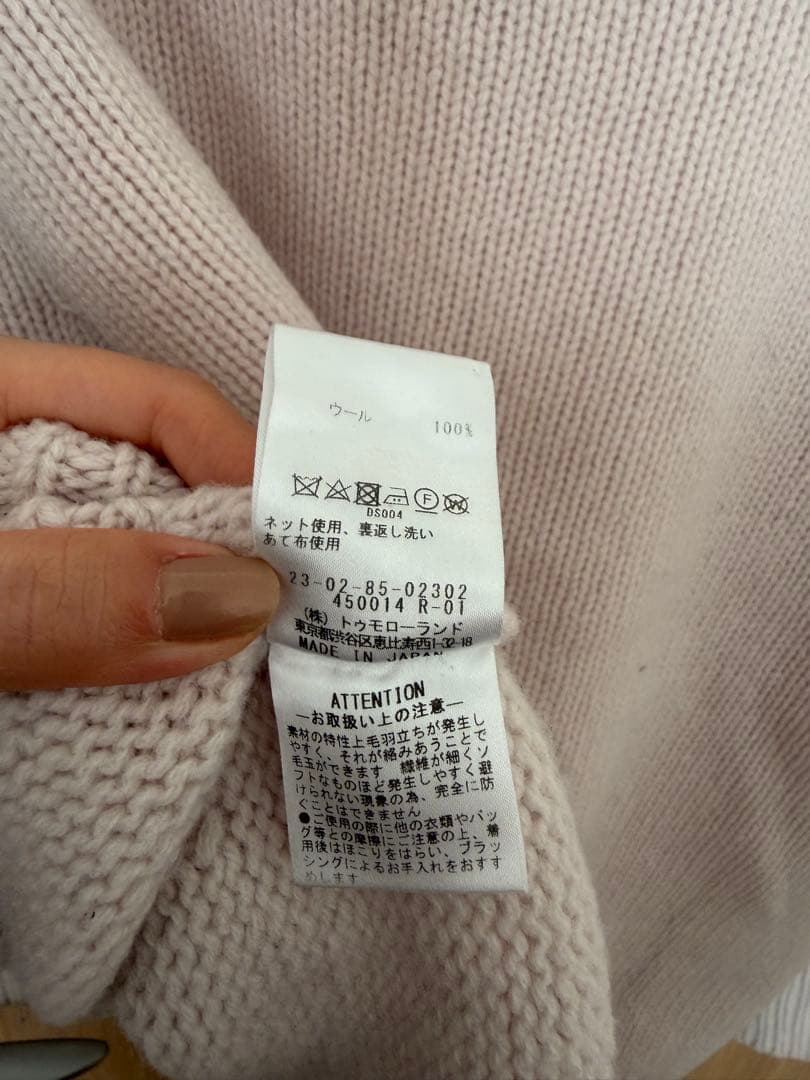 ウール 100%
F W
DS004
ネット使用、裏返し洗い
あて布使用
23-02-85-02302
450014 R-01
(株)トゥモローランド
東京都渋谷区恵比寿西1-32-18
MADE IN JAPAN
ATTENTION
―お取扱い上の注意―
素材の特性上毛羽立ちが発生し
やすく、それが絡みあうことで
毛玉ができます 繊維が細くソ
フトなものほど発生しやすく避
けられない現象の為、完全に防
ぐことはできません
●ご使用の際に他の衣類やバッ
グ等との摩擦にご注意の上、着
用後はほこりをはらい、ブラッ
シングによるお手入れをおすす
めします